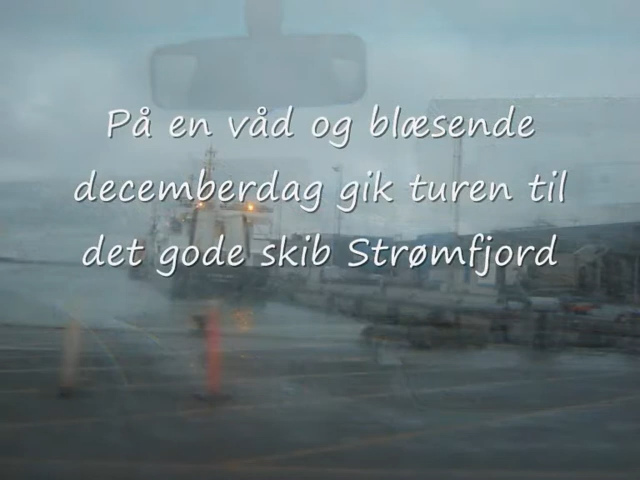 På en våd og blæsende
decemberdag gik turen til
det gode skib Strømfjord